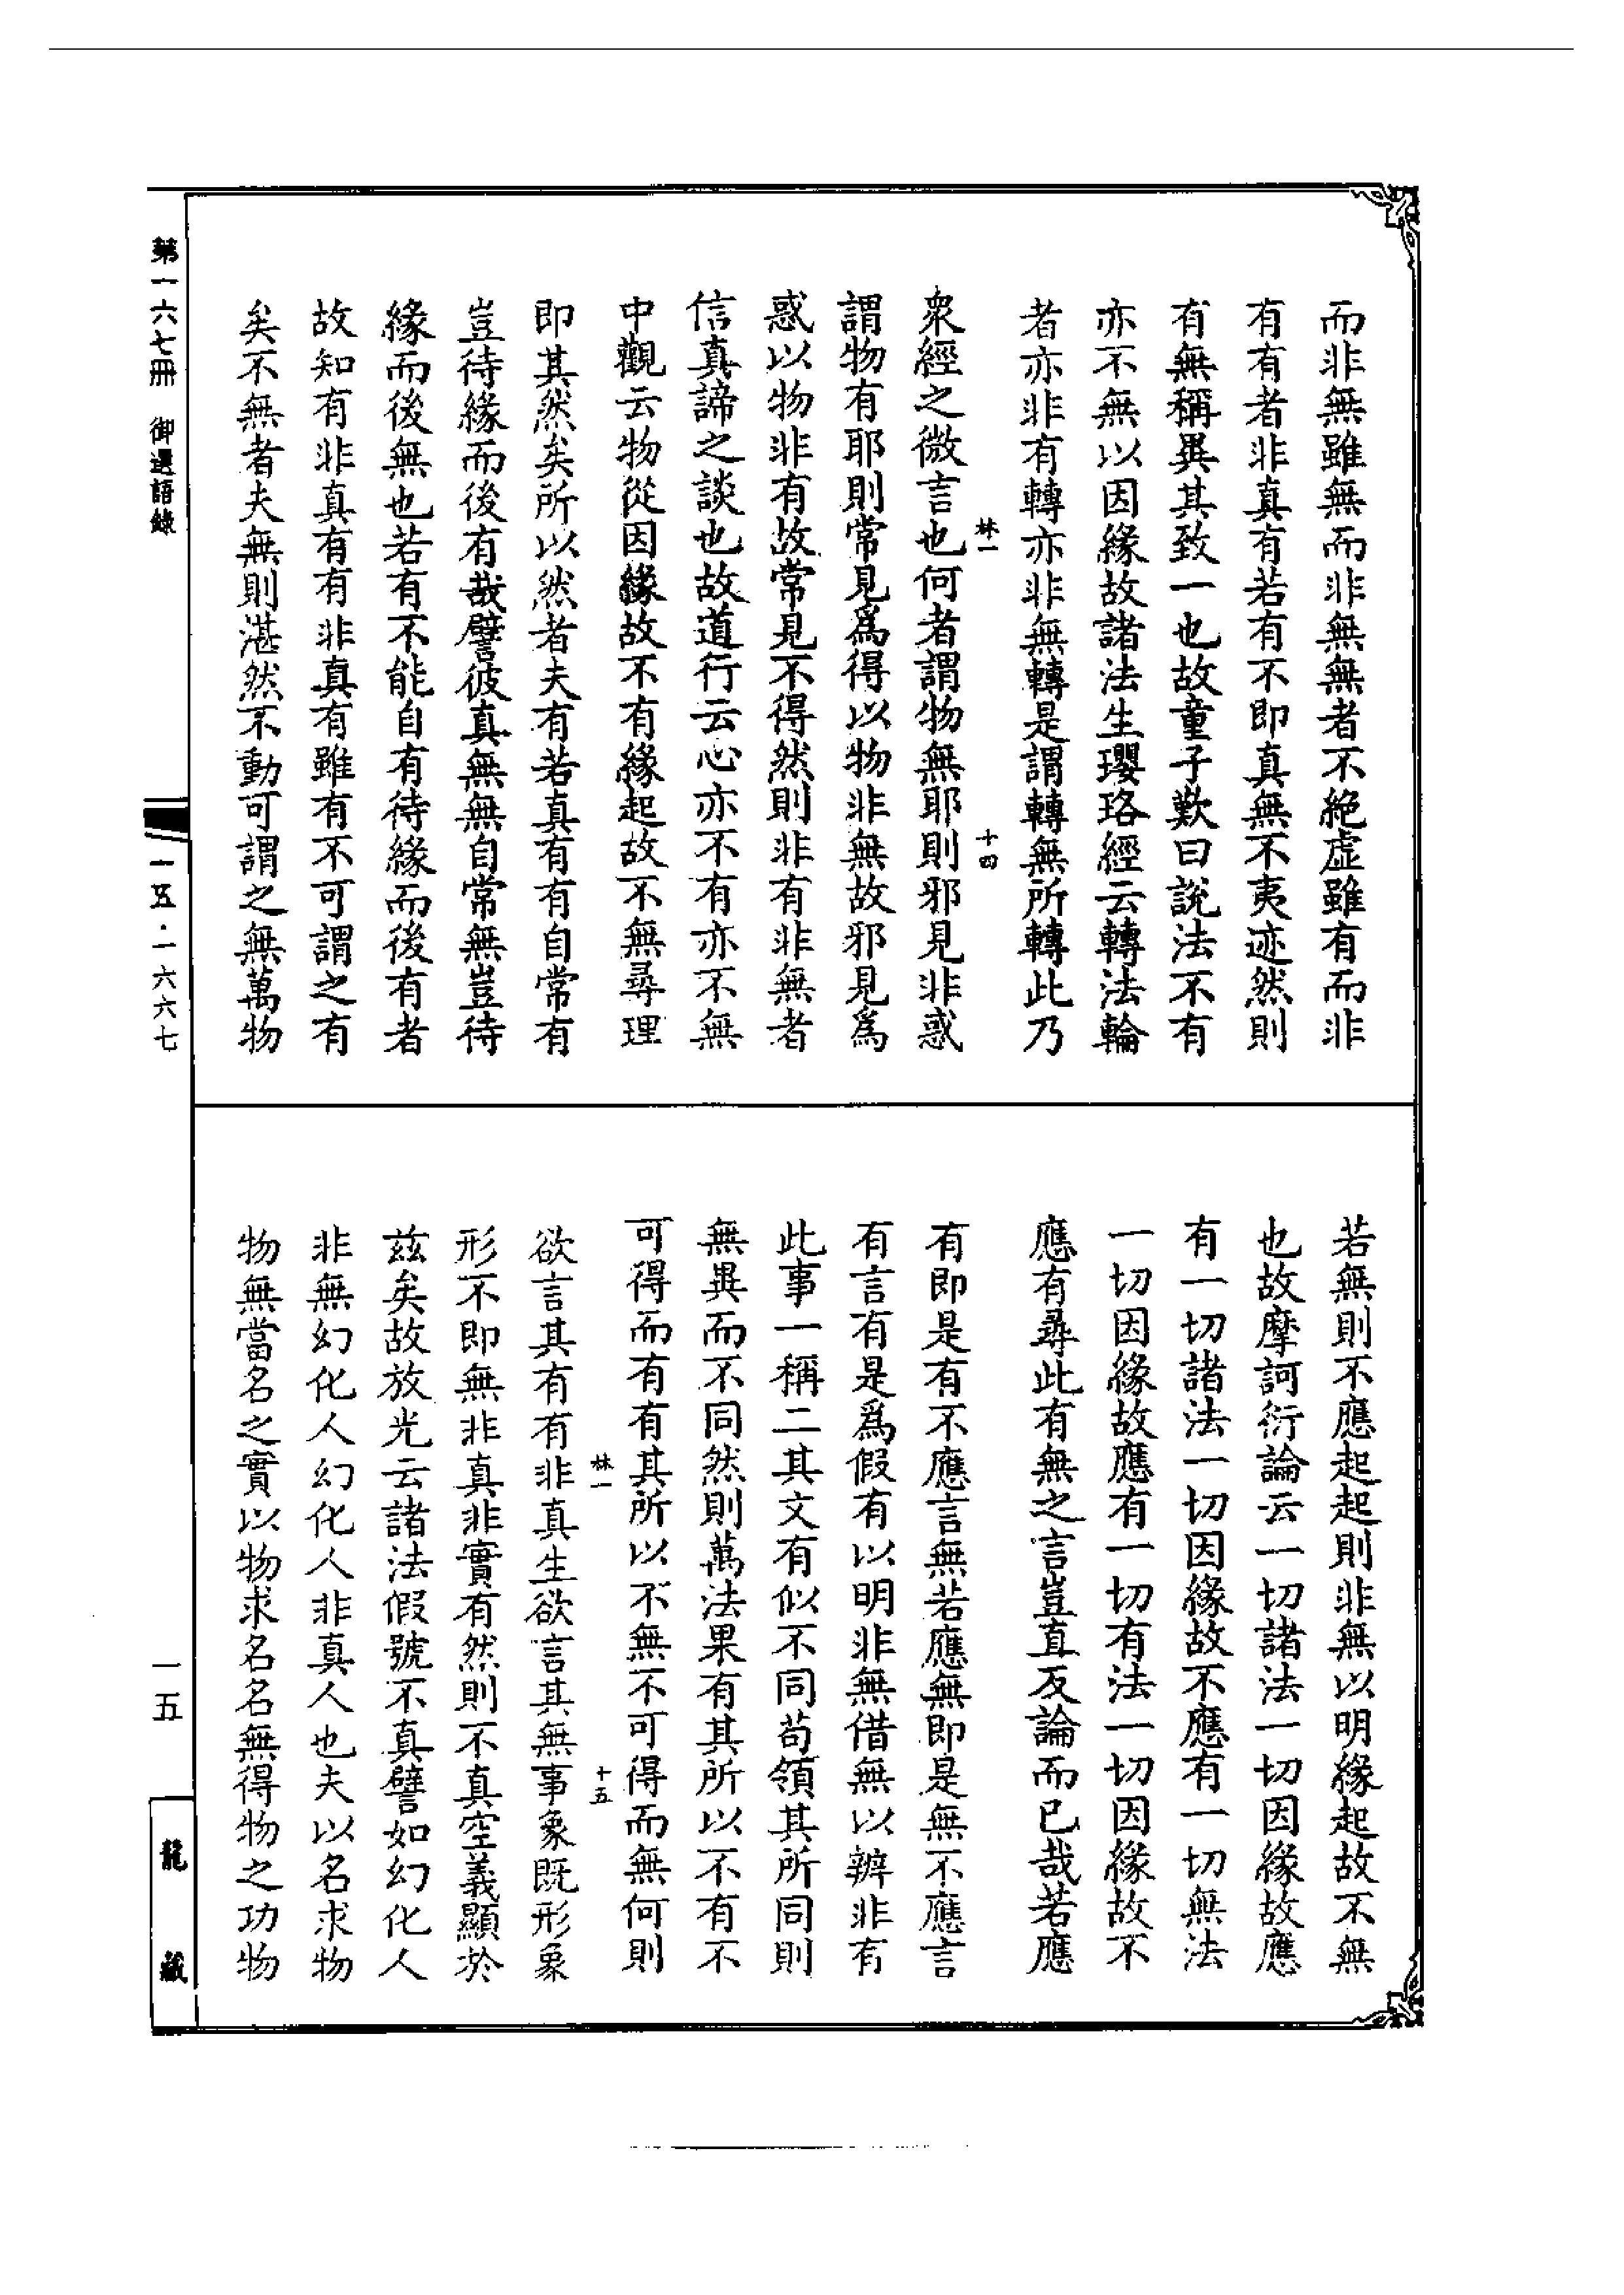 而非無雖無而非無無者不絶虛雖有而非
有有者非真有若有不即真無不夷迹然則
有無稱異其致一也故童子歎曰説法不有
亦不無以因緣故諸法生瓔珞經云轉法輪
者亦非有轉亦非無轉是謂轉無所轉此乃
林一
十四
衆經之微言也何者謂物無耶則邪見非惑
謂物有耶則常見爲得以物非無故邪見爲
惑以物非有故常見不得然則非有非無者
信真諦之談也故道行云心亦不有亦不無
中觀云物從因緣故不有緣起故不無尋理
即其然矣所以然者夫有若真有有自常有
豈待緣而後有哉譬彼真無無自常無豈待
緣而後無也若有不能自有待緣而後有者
故知有非真有有非真有雖有不可謂之有
矣不無者夫無則湛然不動可謂之無萬物
若無則不應起起則非無以明緣起故不無
也故摩訶衍論云一切諸法一切因緣故應
有一切諸法一切因緣故不應有一切無法
一切因緣故應有一切有法一切因緣故不
應有尋此有無之言豈直反論而已哉若應
有即是有不應言無若應無即是無不應言
有言有是爲假有以明非無借無以辨非有
此事一稱二其文有似不同苟領其所同則
無異而不同然則萬法果有其所以不有不
可得而有有其所以不無不可得而無何則
林一
十五
欲言其有有非真生欲言其無事象既形象
形不即無非真非實有然則不真空義顯於
兹矣故放光云諸法假號不真譬如幻化人
非無幻化人幻化人非真人也夫以名求物
物無當名之實以物求名名無得物之功物
第一六七冊 御選語錄
一五·一六六七
一五
龍藏